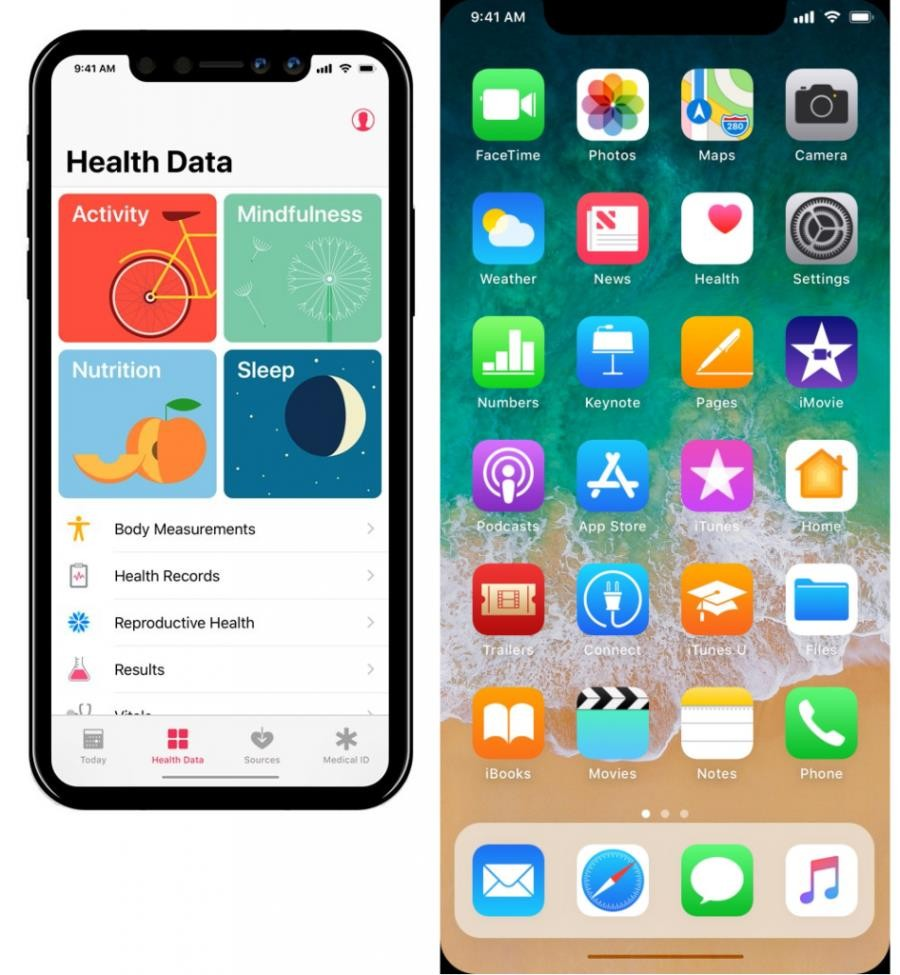 9:41 AM
Health Data
Activity
Mindfulness
Nutrition
Sleep
Body Measurements
Health Records
Reproductive Health
Results
Vitals
Today
Health Data
Sources
Medical ID
9:41 AM
280
FaceTime
Photos
Maps
Camera
Weather
News
Health
Settings
Numbers
Keynote
Pages
iMovie
Podcasts
App Store
iTunes
Home
Trailers
Connect
iTunes U
Files
iBooks
Movies
Notes
Phone